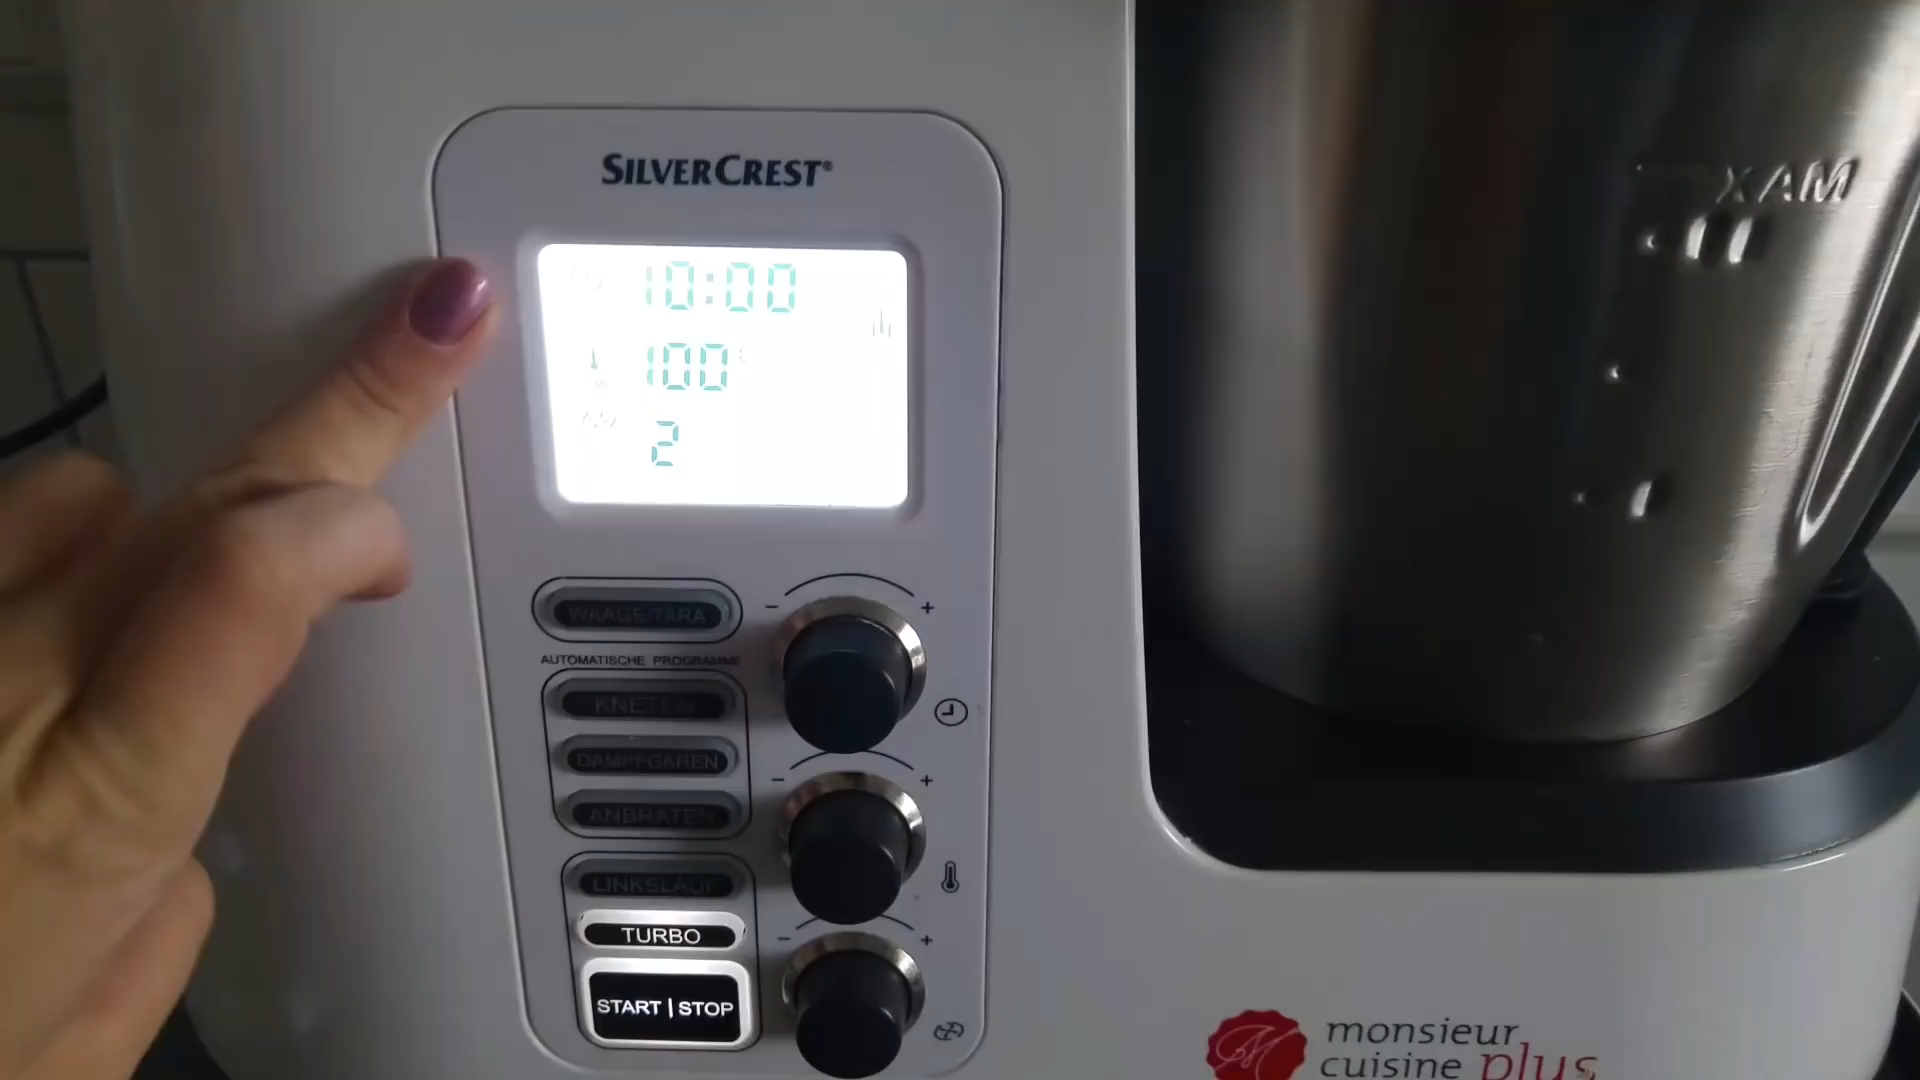 SILVERCREST®
10:00
100
2
WAAGE/TARA
AUTOMATISCHE PROGRAMME
KNETEN
DAMPFGAREN
ANBRATEN
LINKSLAUF
TURBO
START | STOP
- +
- +
- +
MAX
monsieur
cuisine plus